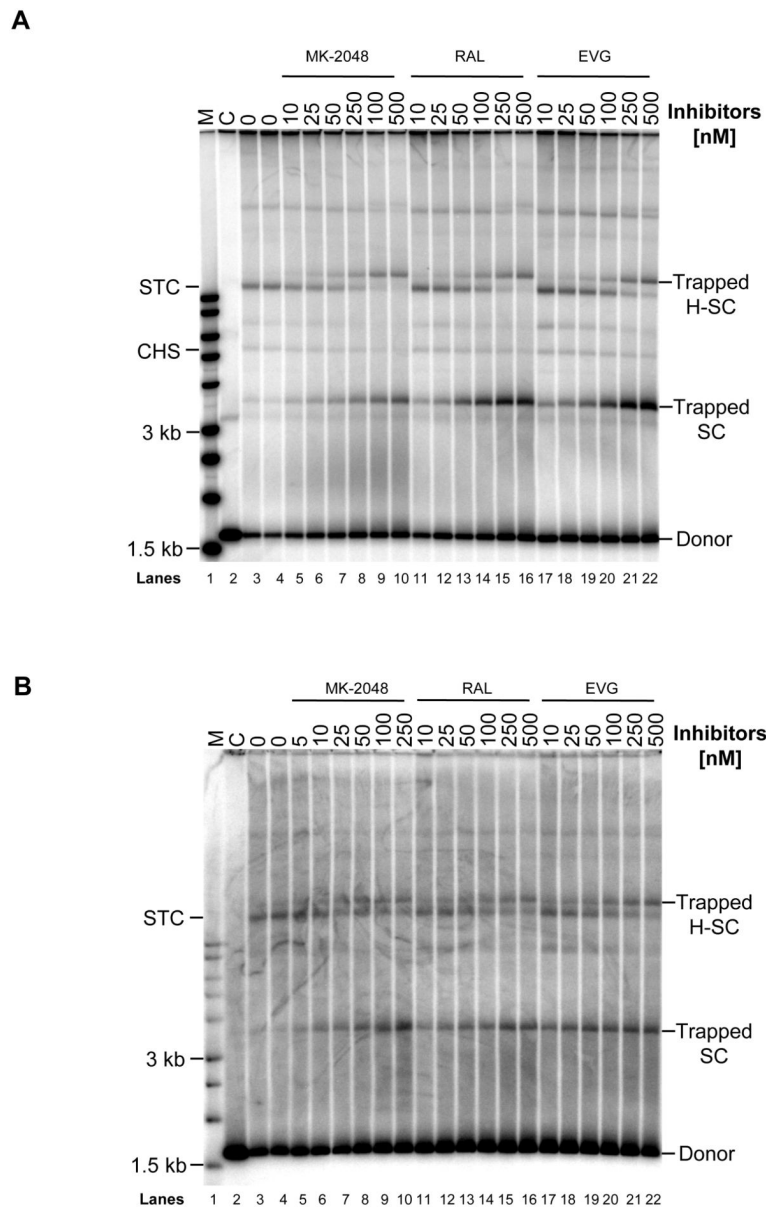 A
MK-2048 RAL EVG
M C 0 0 10 25 50 250 100 500 10 25 50 100 250 500 10 25 50 100 250 500 Inhibitors
[nM]
STC
Trapped
H-SC
CHS
Trapped
SC
3 kb
Donor
1.5 kb
Lanes 1 2 3 4 5 6 7 8 9 10 11 12 13 14 15 16 17 18 19 20 21 22
B
MK-2048 RAL EVG
M C 0 0 5 10 25 50 100 250 10 25 50 100 250 500 10 25 50 100 250 500 Inhibitors
[nM]
STC
Trapped
H-SC
Trapped
SC
3 kb
Donor
1.5 kb
Lanes 1 2 3 4 5 6 7 8 9 10 11 12 13 14 15 16 17 18 19 20 21 22